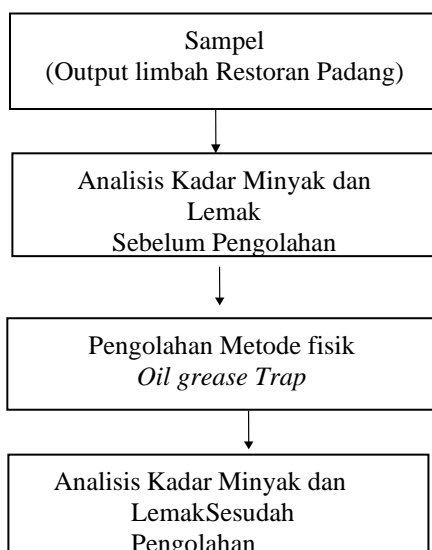 Sampel
(Output limbah Restoran Padang)
Analisis Kadar Minyak dan
Lemak
Sebelum Pengolahan
Pengolahan Metode fisik
Oil grease Trap
Analisis Kadar Minyak dan
LemakSesudah
Pengolahan